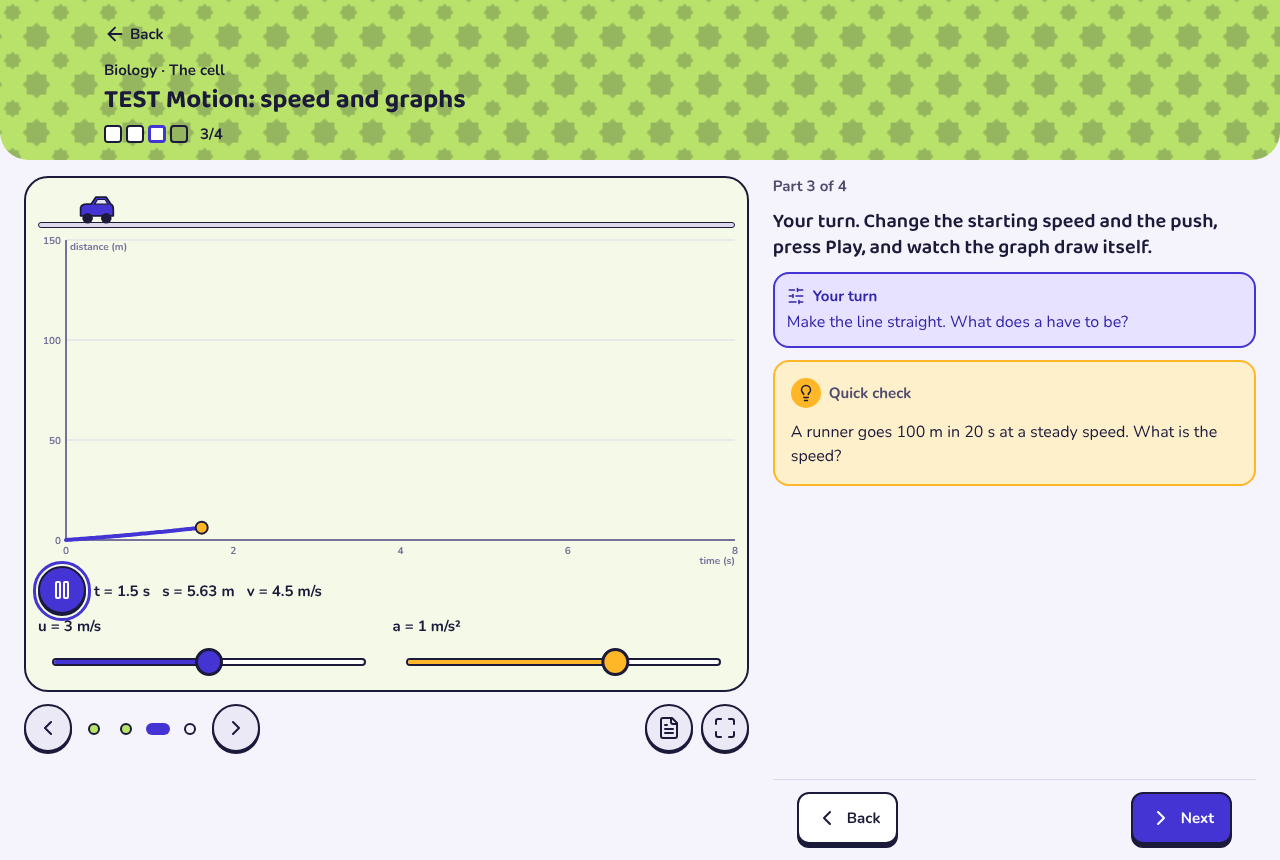 Back
Biology · The cell
TEST Motion: speed and graphs
3/4
150
distance (m)
100
50
0
0 2 4 6 8
time (s)
t = 1.5 s s = 5.63 m v = 4.5 m/s
u = 3 m/s
a = 1 m/s²
Part 3 of 4
Your turn. Change the starting speed and the push,
press Play, and watch the graph draw itself.
Your turn
Make the line straight. What does a have to be?
Quick check
A runner goes 100 m in 20 s at a steady speed. What is the
speed?
Back
Next